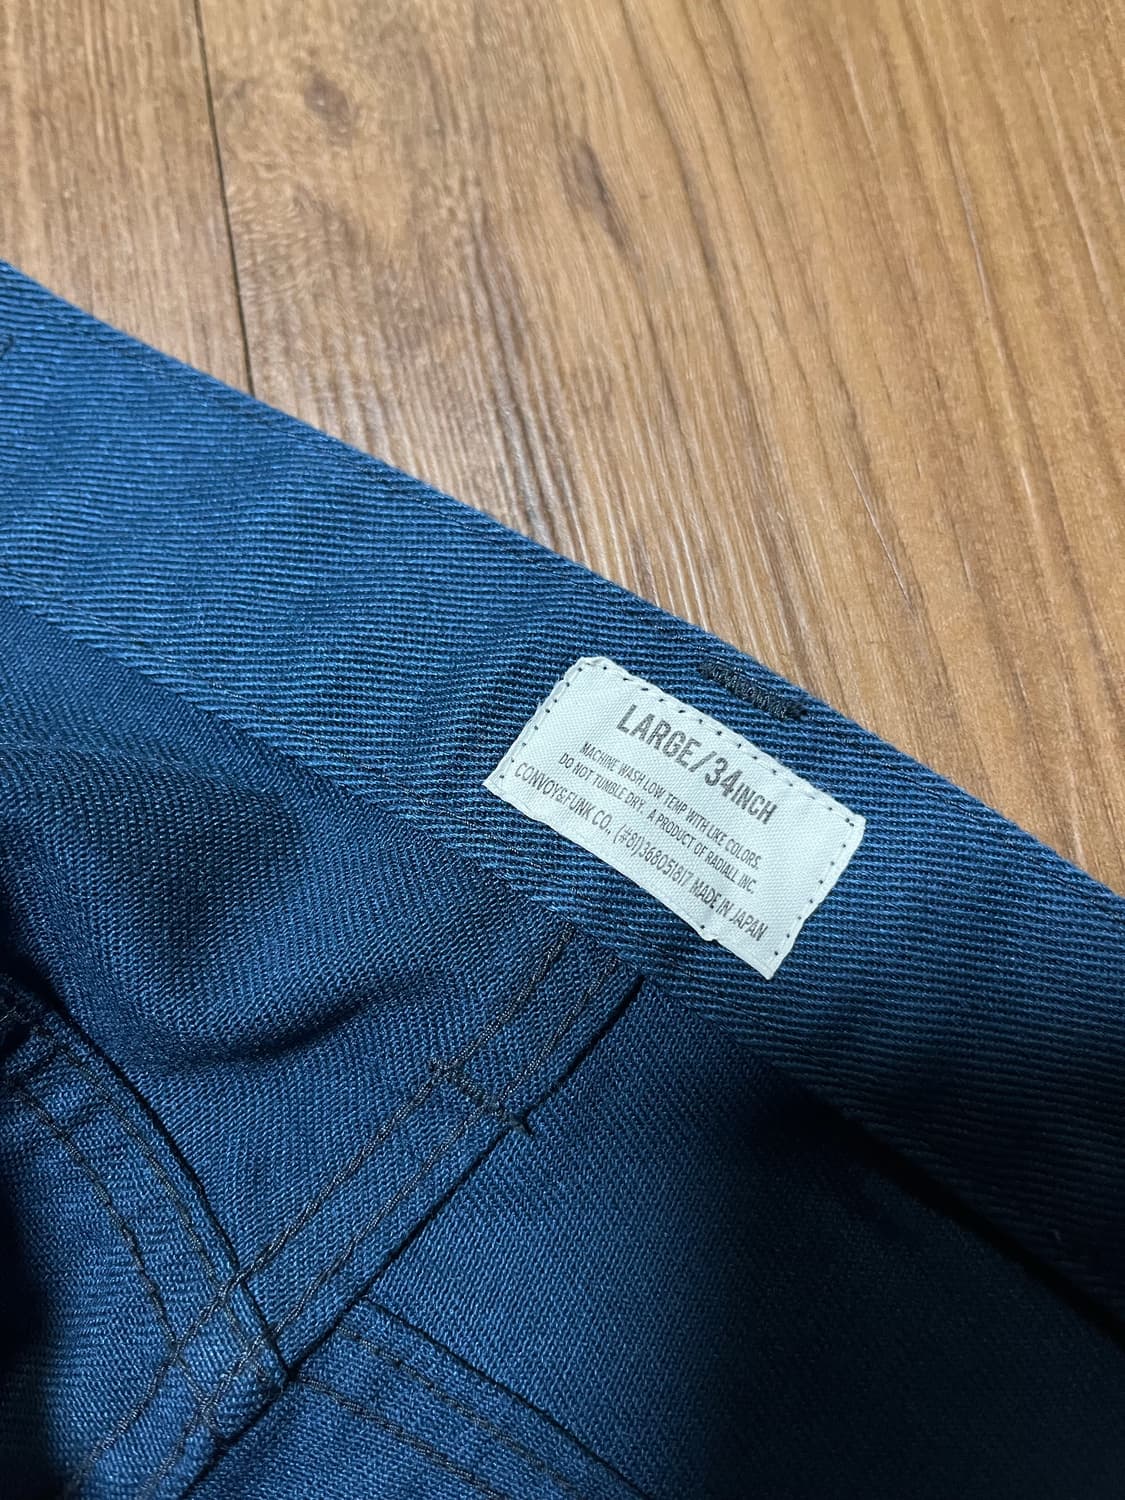 LARGE/34INCH
MACHINE WASH LOW TEMP WITH LIKE COLORS.
DO NOT TUMBLE DRY. A PRODUCT OF RADIALL INC.
CONVOY&FUNK CO., (#81)368051817 MADE IN JAPAN